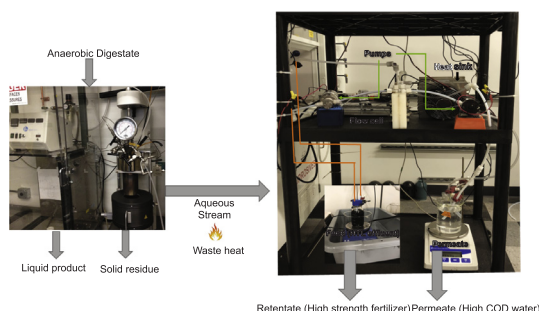 Anaerobic Digestate
Pumps
Heat sink
Aqueous
Stream
Waste heat
Permeate
Liquid product
Solid residue
Retentate (High strength fertilizer)
Permeate (High COD water)